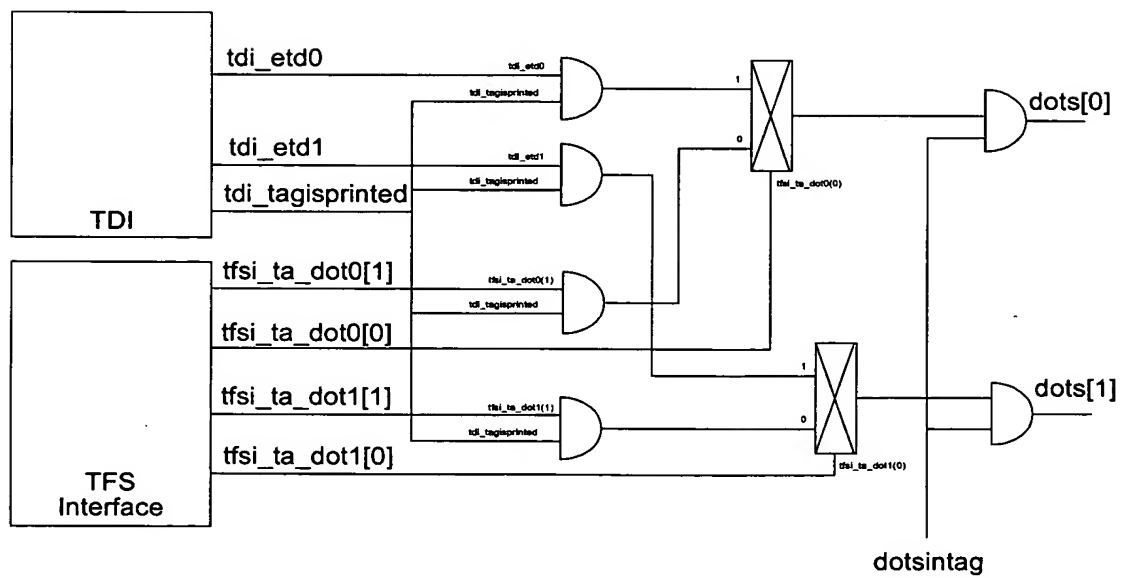 tdi_etd0
tdi_etd0
1
dots[0]
tdi_tagisprinted
tdi_etd1
tdi_etd1
0
tdi_tagisprinted
tdi_tagisprinted
tfsi_ta_dot0(0)
TDI
tfsi_ta_dot0[1]
tfsi_ta_dot0(1)
tdi_tagisprinted
tfsi_ta_dot0[0]
1
tfsi_ta_dot1[1]
tfsi_ta_dot1(1)
dots[1]
0
tdi_tagisprinted
tfsi_ta_dot1[0]
tfsi_ta_dot1(0)
TFS
Interface
dotsintag